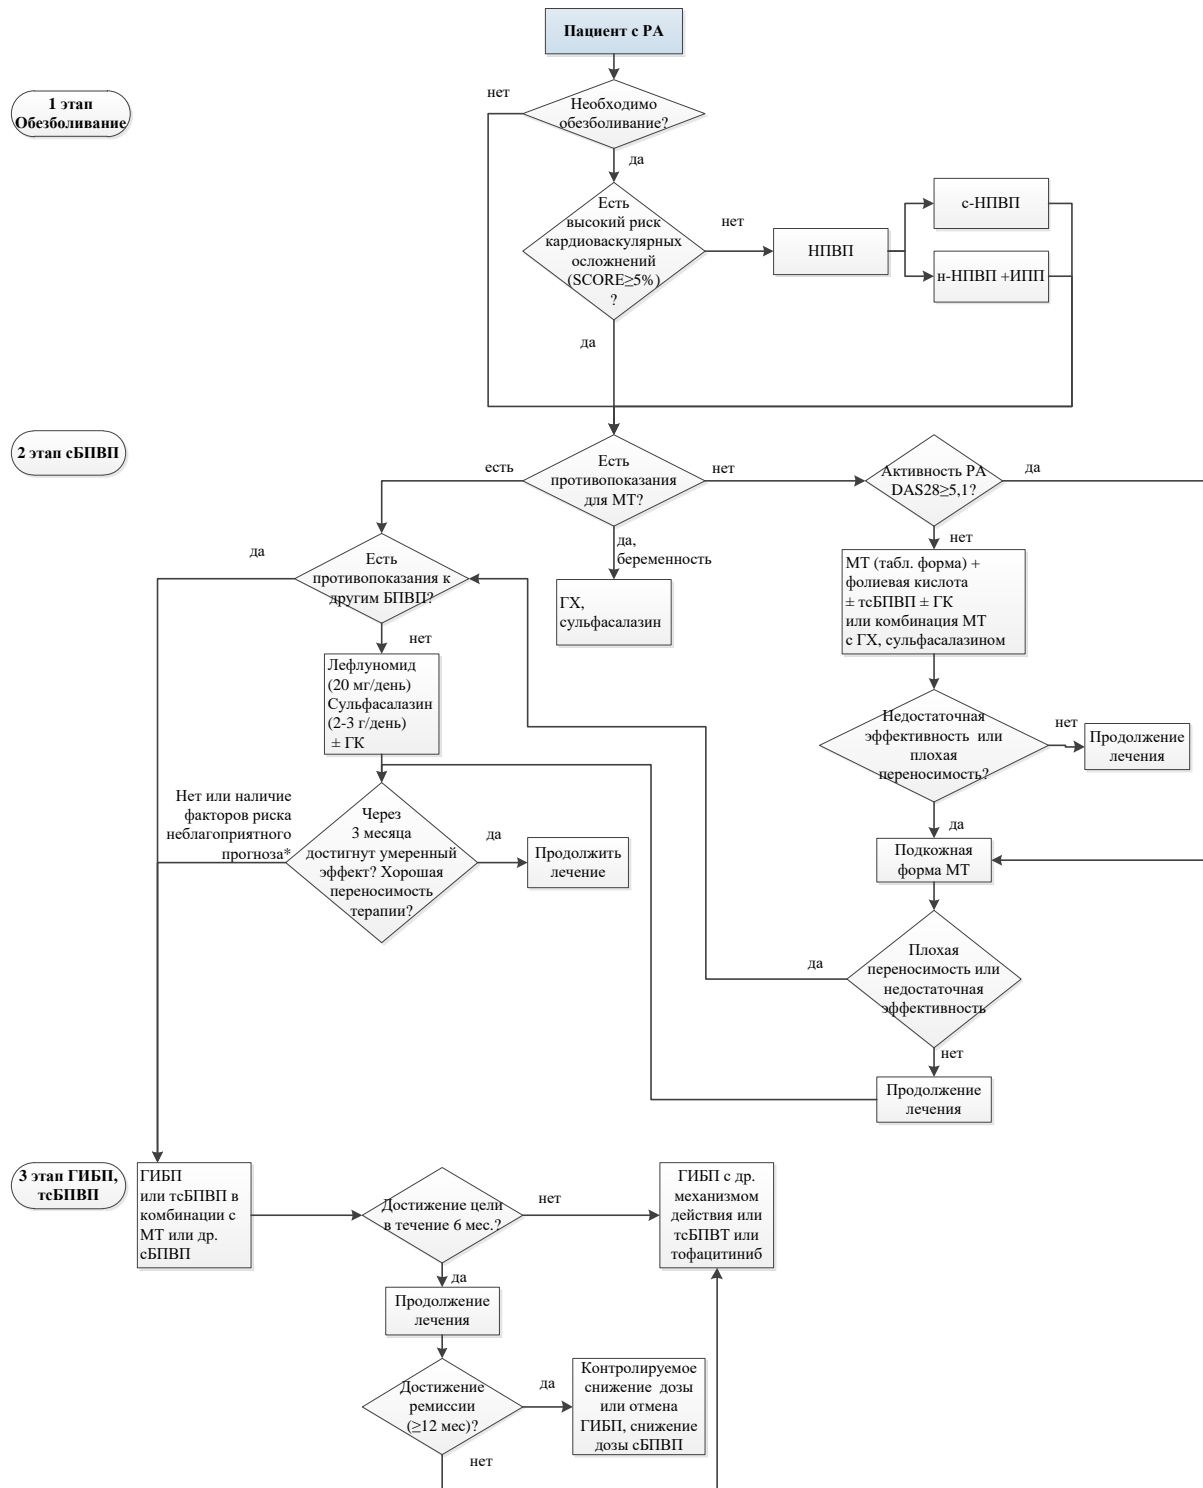 Пациент с РА
1 этап
Обезболивание
нет
Необходимо
обезболивание?
да
Есть
высокий риск
кардиоваскулярных
осложнений
(SCORE≥5%)
?
нет
НПВП
с-НПВП
н-НПВП +ИПП
да
2 этап сБПВП
есть
Есть
противопоказания
для МТ?
нет
Активность РА
DAS28≥5,1?
да
да,
беременность
ГХ,
сульфасалазин
нет
МТ (табл. форма) +
фолиевая кислота
± тсБПВП ± ГК
или комбинация МТ
с ГХ, сульфасалазином
да
Есть
противопоказания к
другим БПВП?
нет
Лефлуномид
(20 мг/день)
Сульфасалазин
(2-3 г/день)
± ГК
Недостаточная
эффективность или
плохая
переносимость?
нет
Продолжение
лечения
да
Подкожная
форма МТ
Нет или наличие
факторов риска
неблагоприятного
прогноза*
Через
3 месяца
достигнут умеренный
эффект? Хорошая
переносимость
терапии?
да
Продолжить
лечение
да
Плохая
переносимость или
недостаточная
эффективность
нет
Продолжение
лечения
3 этап ГИБП,
тсБПВП
ГИБП
или тсБПВП в
комбинации с
МТ или др.
сБПВП
Достижение цели
в течение 6 мес.?
нет
ГИБП с др.
механизмом
действия или
тсБПВТ или
тофацитиниб
да
Продолжение
лечения
Достижение
ремиссии
(≥12 мес)?
да
Контролируемое
снижение дозы
или отмена
ГИБП, снижение
дозы сБПВП
нет